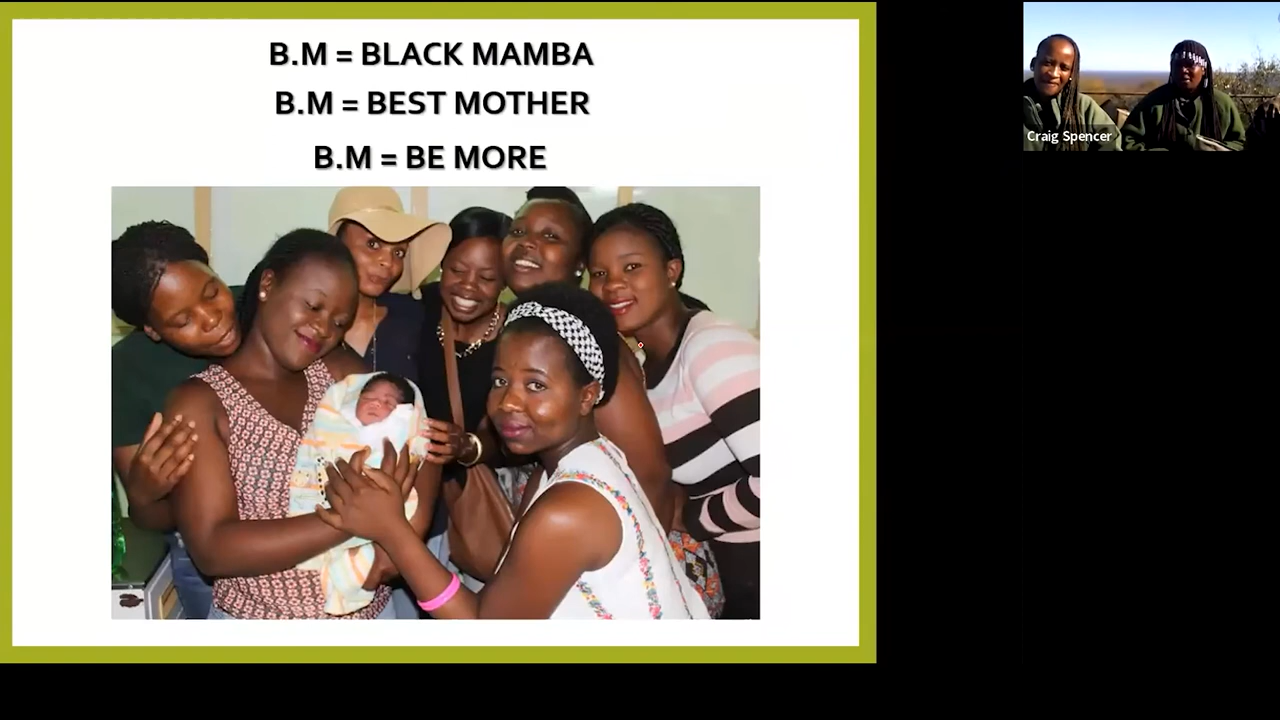 B.M = BLACK MAMBA
B.M = BEST MOTHER
B.M = BE MORE
Craig Spencer